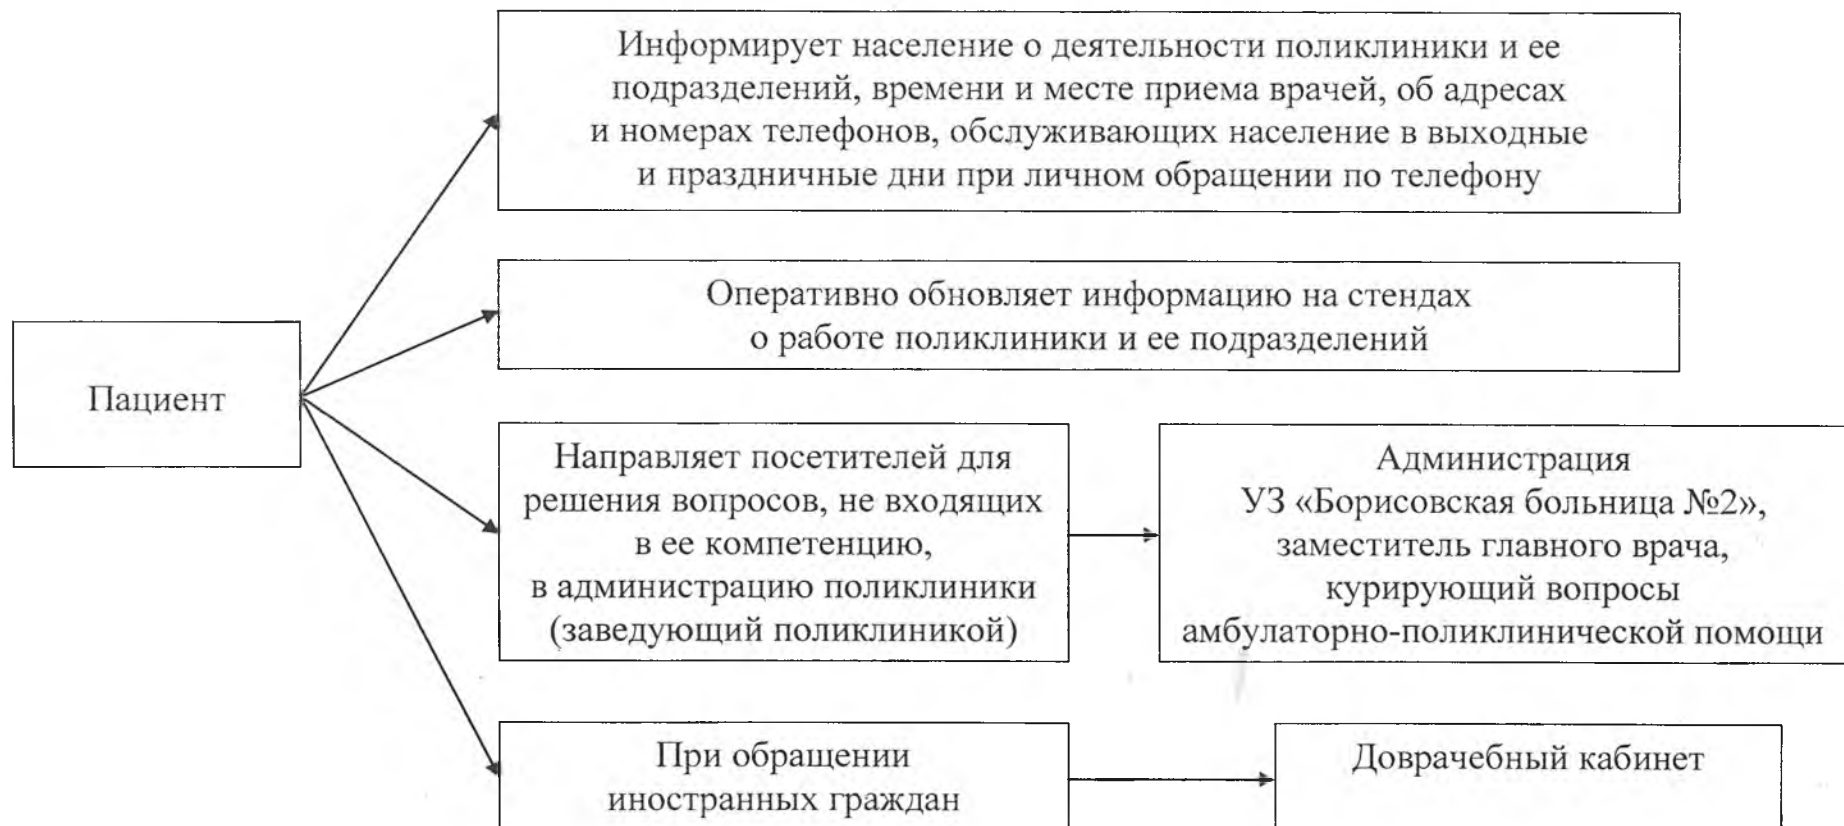 Информирует население о деятельности поликлиники и ее
подразделений, времени и месте приема врачей, об адресах
и номерах телефонов, обслуживающих население в выходные
и праздничные дни при личном обращении по телефону
Оперативно обновляет информацию на стендах
о работе поликлиники и ее подразделений
Пациент
Направляет посетителей для
решения вопросов, не входящих
в ее компетенцию,
в администрацию поликлиники
(заведующий поликлиникой)
Администрация
УЗ «Борисовская больница №2»,
заместитель главного врача,
курирующий вопросы
амбулаторно-поликлинической помощи
При обращении
иностранных граждан
Доврачебный кабинет